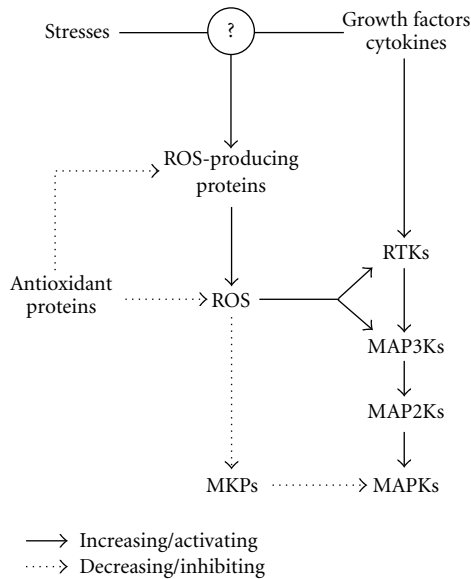 Stresses
?
Growth factors
cytokines
ROS-producing
proteins
RTKs
Antioxidant
proteins
ROS
MAP3Ks
MAP2Ks
MKPs
MAPKs
Increasing/activating
Decreasing/inhibiting